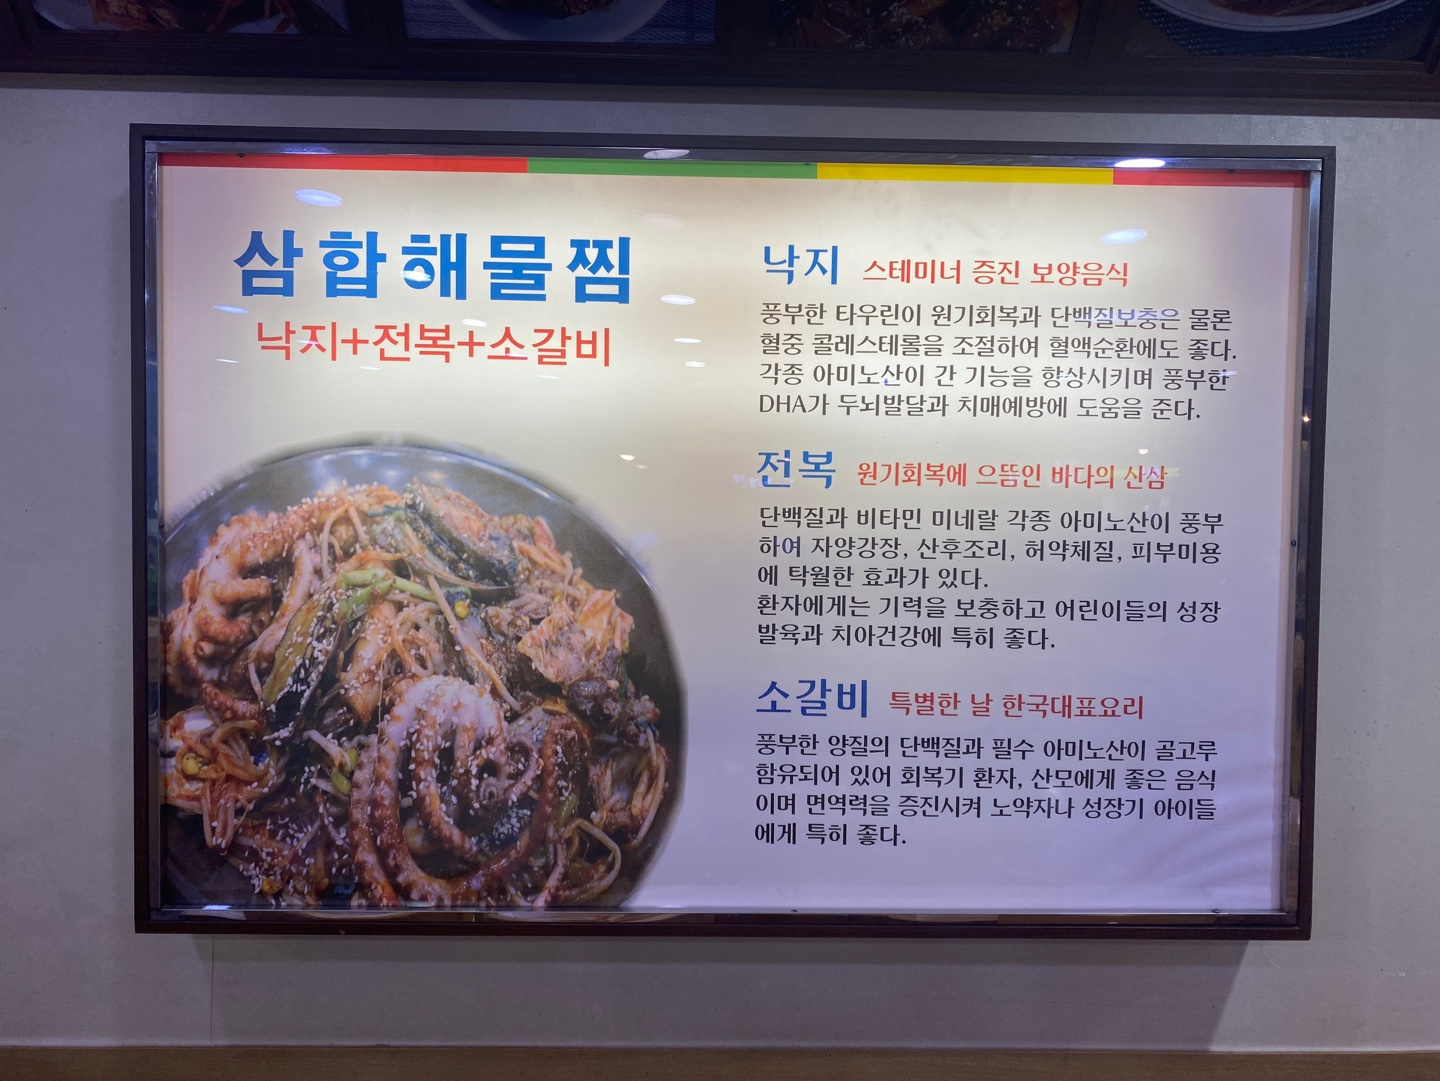 삼합해물찜
낙지+전복+소갈비
낙지 스테미너 증진 보양음식
풍부한 타우린이 원기회복과 단백질보충은 물론
혈중 콜레스테롤을 조절하여 혈액순환에도 좋다.
각종 아미노산이 간 기능을 향상시키며 풍부한
DHA가 두뇌발달과 치매예방에 도움을 준다.
전복 원기회복에 으뜸인 바다의 산삼
단백질과 비타민 미네랄 각종 아미노산이 풍부
하여 자양강장, 산후조리, 허약체질, 피부미용
에 탁월한 효과가 있다.
환자에게는 기력을 보충하고 어린이들의 성장
발육과 치아건강에 특히 좋다.
소갈비 특별한 날 한국대표요리
풍부한 양질의 단백질과 필수 아미노산이 골고루
함유되어 있어 회복기 환자, 산모에게 좋은 음식
이며 면역력을 증진시켜 노약자나 성장기 아이들
에게 특히 좋다.